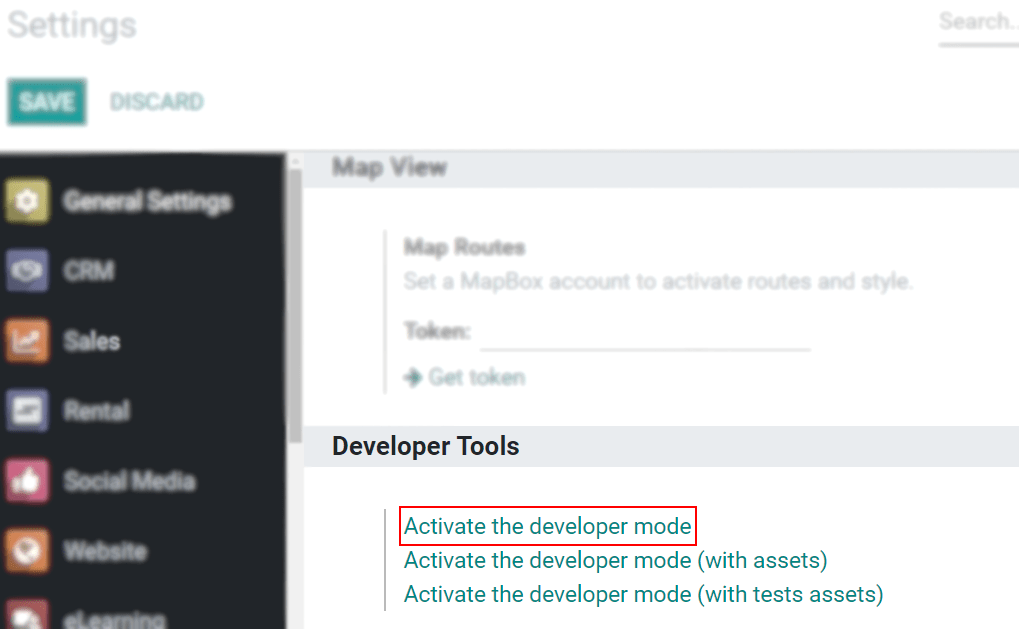 Settings
Search..
SAVE
DISCARD
General Settings
CRM
Sales
Rental
Social Media
Website
eLearning
Map View
Map Routes
Set a MapBox account to activate routes and style.
Token:
Get token
Developer Tools
Activate the developer mode
Activate the developer mode (with assets)
Activate the developer mode (with tests assets)